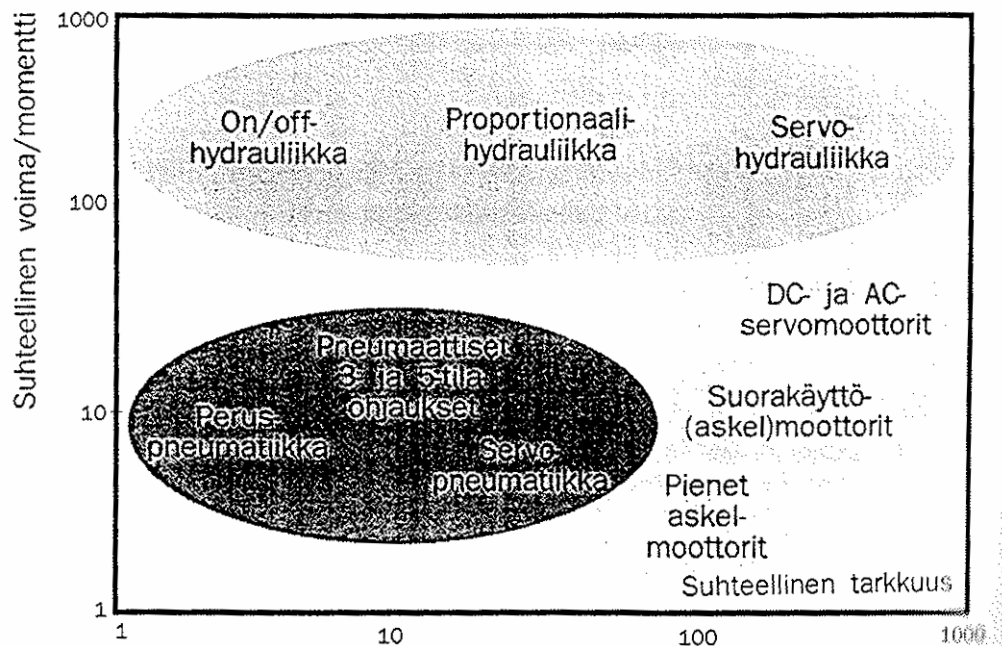 Suhteellinen voima/momentti
1000
100
10
1
On/off-
hydrauliikka
Proportionaali-
hydrauliikka
Servo-
hydrauliikka
DC- ja AC-
servomoottorit
Pneumaattiset
3- ja 5-tila
ohjaukset
Perus-
pneumatiikka
Servo-
pneumatiikka
Suorakäyttö-
(askel)moottorit
Pienet
askel-
moottorit
Suhteellinen tarkkuus
1
10
100
1000